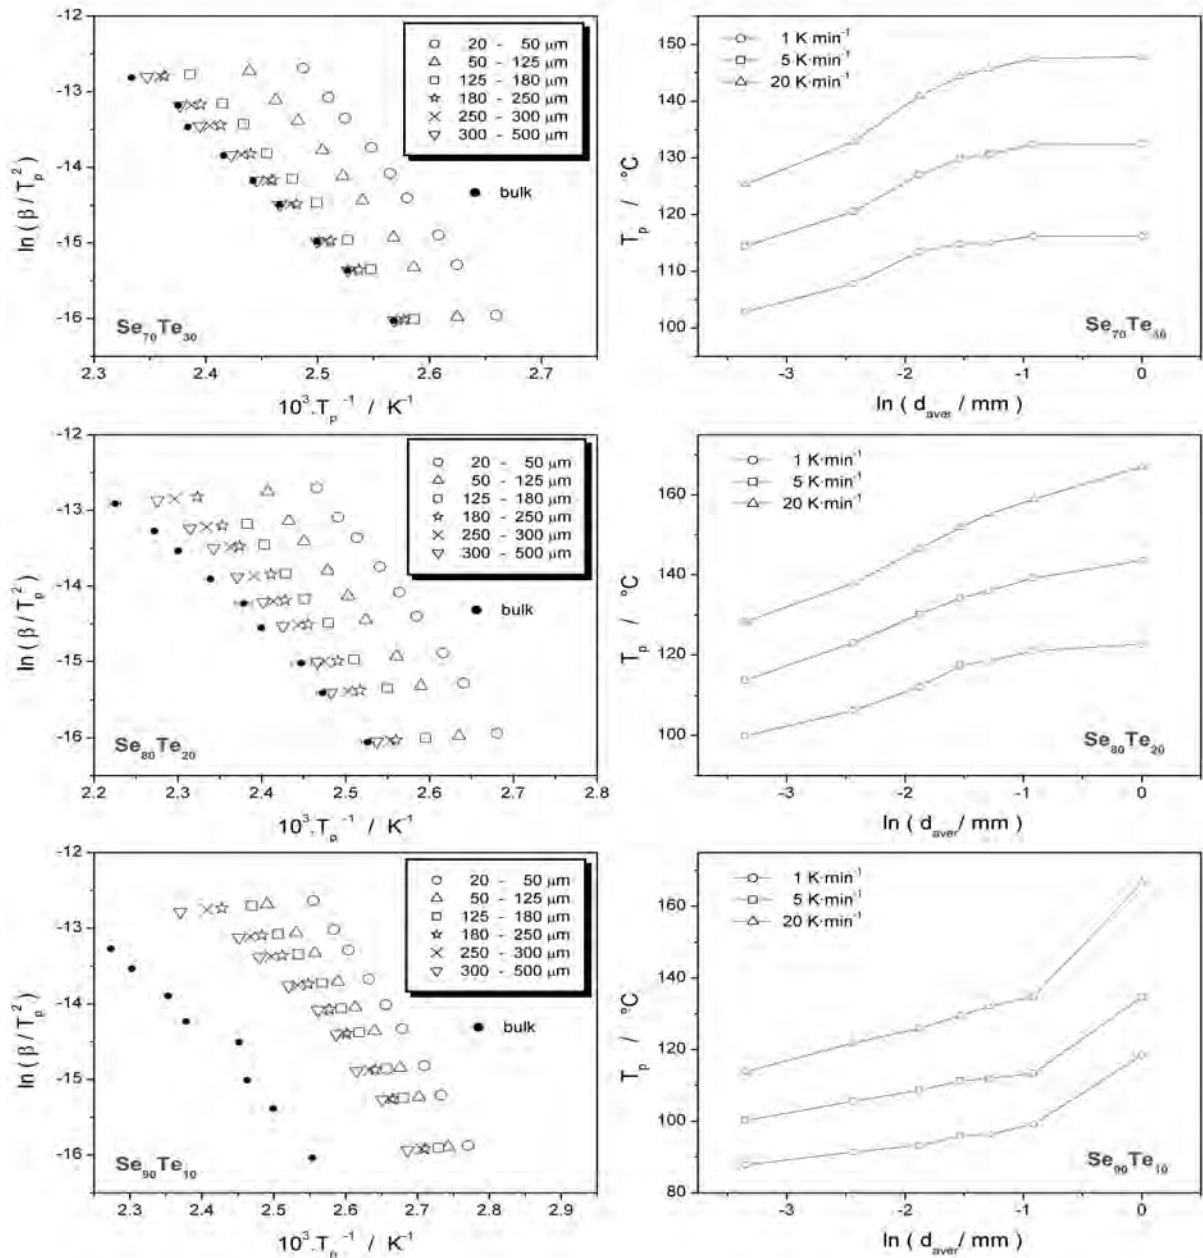 -12
-13
-14
-15
-16
2.3 2.4 2.5 2.6 2.7
ln ( β / Tₚ² )
10³.Tₚ⁻¹ / K⁻¹
20 - 50 μm
50 - 125 μm
125 - 180 μm
180 - 250 μm
250 - 300 μm
300 - 500 μm
bulk
Se₇₀Te₃₀
150
140
130
120
110
100
-3 -2 -1 0
Tₚ / °C
ln ( d_aver / mm )
1 K·min⁻¹
5 K·min⁻¹
20 K·min⁻¹
Se₇₀Te
-12
-13
-14
-15
-16
2.2 2.3 2.4 2.5 2.6 2.7 2.8
ln ( β / Tₚ² )
10³.Tₚ⁻¹ / K⁻¹
20 - 50 μm
50 - 125 μm
125 - 180 μm
180 - 250 μm
250 - 300 μm
300 - 500 μm
bulk
Se₈₀Te₂₀
160
140
120
100
-3 -2 -1 0
Tₚ / °C
ln ( d_aver / mm )
1 K·min⁻¹
5 K·min⁻¹
20 K·min⁻¹
Se₈₀Te₂₀
-12
-13
-14
-15
-16
2.3 2.4 2.5 2.6 2.7 2.8 2.9
ln ( β / Tₚ² )
10³.Tₚ⁻¹ / K⁻¹
20 - 50 μm
50 - 125 μm
125 - 180 μm
180 - 250 μm
250 - 300 μm
300 - 500 μm
bulk
Se₉₀Te₁₀
160
140
120
100
80
-3 -2 -1 0
Tₚ / °C
ln ( d_aver / mm )
1 K·min⁻¹
5 K·min⁻¹
20 K·min⁻¹
Se₉₀Te₁₀